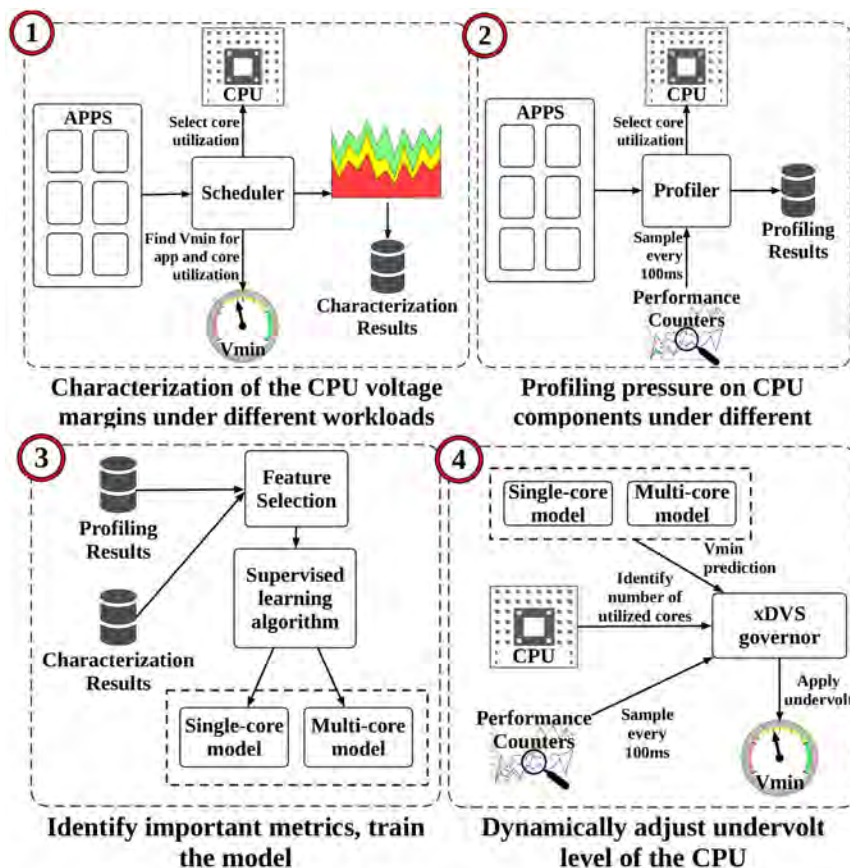 1
CPU
APPS
Select core
utilization
Scheduler
Find Vmin for
app and core
utilization
Vmin
Characterization
Results
Characterization of the CPU voltage
margins under different workloads
2
CPU
APPS
Select core
utilization
Profiler
Profiling
Results
Sample
every
100ms
Performance
Counters
Profiling pressure on CPU
components under different
3
Profiling
Results
Feature
Selection
Supervised
learning
algorithm
Characterization
Results
Single-core
model
Multi-core
model
Identify important metrics, train
the model
4
Single-core
model
Multi-core
model
Vmin
prediction
Identify
number of
utilized cores
CPU
xDVS
governor
Apply
undervolt
Performance
Counters
Sample
every
100ms
Vmin
Dynamically adjust undervolt
level of the CPU